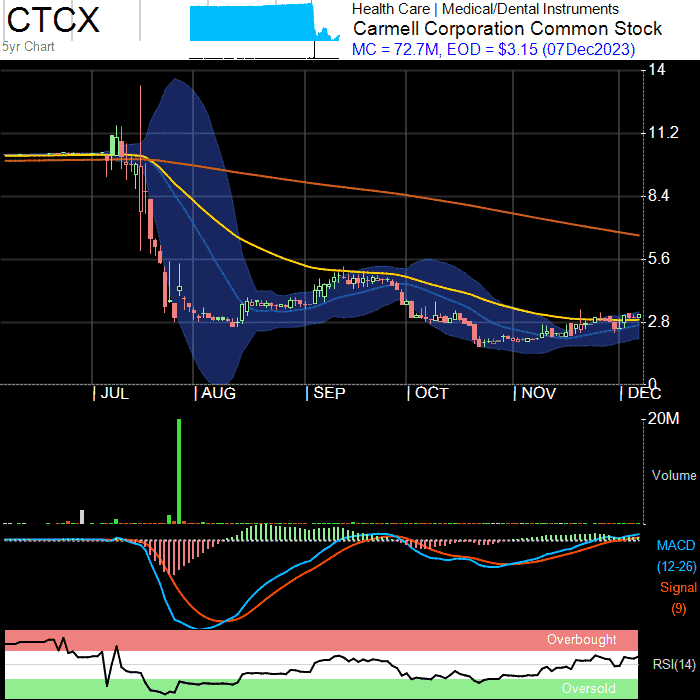 CTCX
5yr Chart
Health Care | Medical/Dental Instruments
Carmell Corporation Common Stock
MC = 72.7M, EOD = $3.15 (07Dec2023)
14
11.2
8.4
5.6
2.8
0
| JUL
| AUG
| SEP
| OCT
| NOV
| DEC
20M
Volume
MACD
(12-26)
Signal
(9)
Overbought
RSI(14)
Oversold